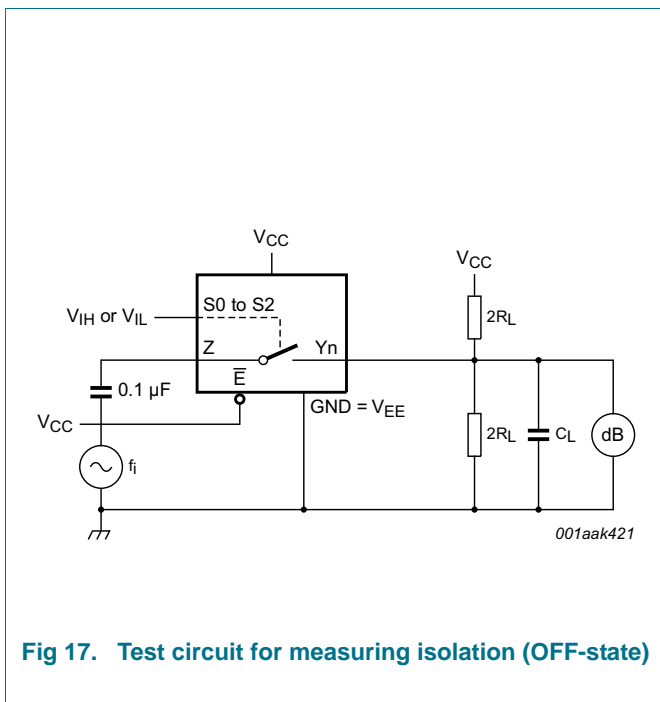 VCC
VCC
S0 to S2
VIH or VIL
2RL
Z
Yn
E
0.1 µF
GND = VEE
VCC
2RL
CL
dB
fi
001aak421
Fig 17. Test circuit for measuring isolation (OFF-state)